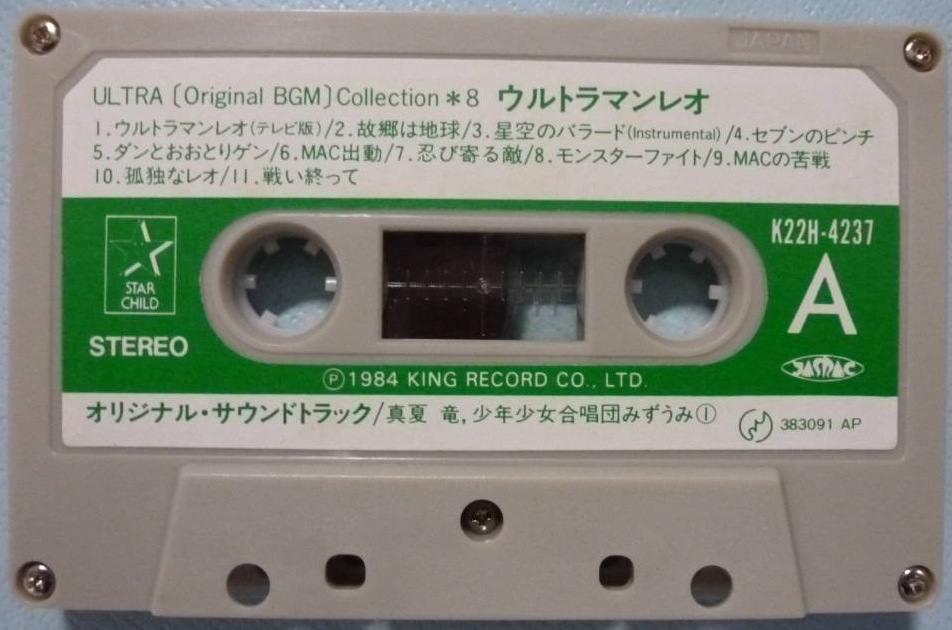 JAPAN
ULTRA〔Original BGM〕Collection＊8 ウルトラマンレオ
1.ウルトラマンレオ(テレビ版)/2.故郷は地球/3.星空のバラード(Instrumental)/4.セブンのピンチ
5.ダンとおおとりゲン/6.MAC出動/7.忍び寄る敵/8.モンスターファイト/9.MACの苦戦
10.孤独なレオ/11.戦い終って
K22H-4237
STAR
CHILD
A
STEREO
JASRAC
Ⓟ1984 KING RECORD CO., LTD.
オリジナル・サウンドトラック/真夏 竜,少年少女合唱団みずうみ①
383091 AP